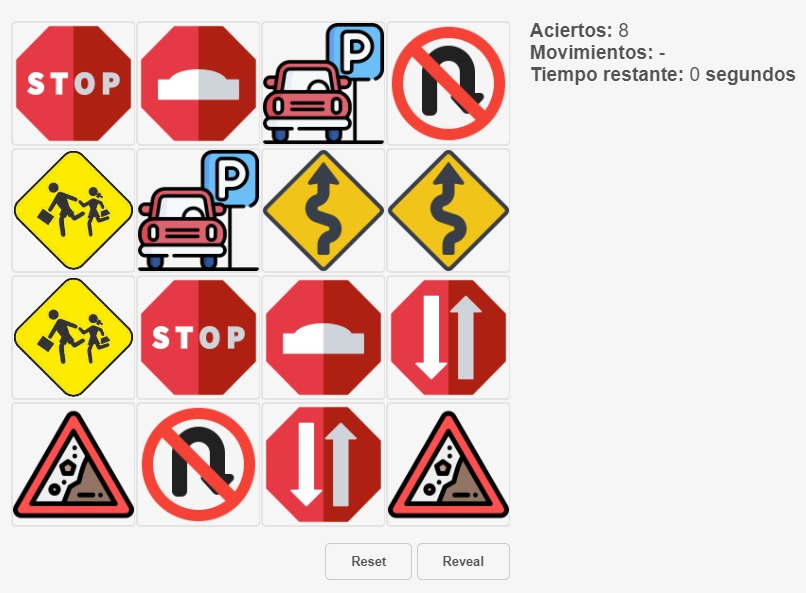 Aciertos: 8
Movimientos: -
Tiempo restante: 0 segundos
STOP
P
P
STOP
Reset
Reveal